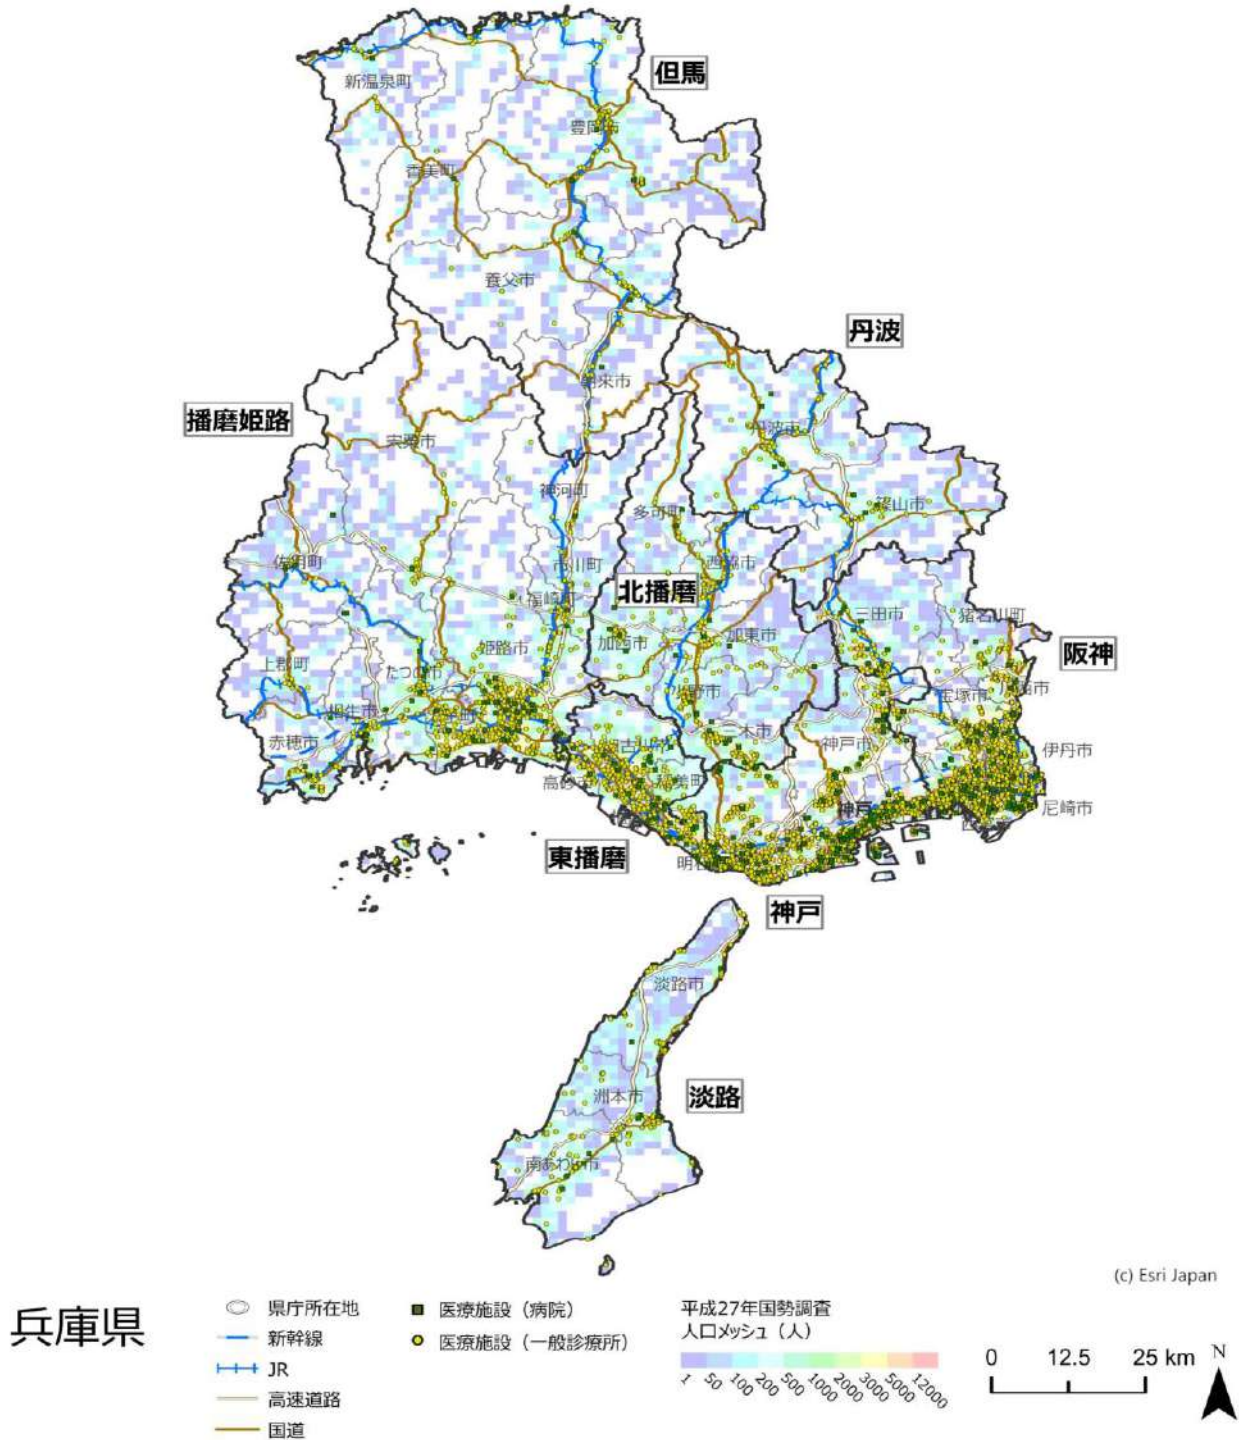 但馬
新温泉町
豊岡市
香美町
養父市
丹波
朝来市
播磨姫路
宍粟市
丹波市
神河町
多可町
篠山市
佐用町
市川町
西脇市
北播磨
福崎町
三田市
猪名川町
加東市
姫路市
加西市
阪神
上郡町
たつの市
小野市
宝塚市
川西市
相生市
三木市
神戸市
赤穂市
伊丹市
高砂市
稲美町
神戸
尼崎市
東播磨
明石
神戸
淡路市
洲本市
淡路
南あわじ市
(c) Esri Japan
兵庫県
県庁所在地
新幹線
JR
高速道路
国道
医療施設（病院）
医療施設（一般診療所）
平成27年国勢調査
人口メッシュ（人）
1 50 100 200 500 1000 2000 3000 5000 12000
0 12.5 25 km
N